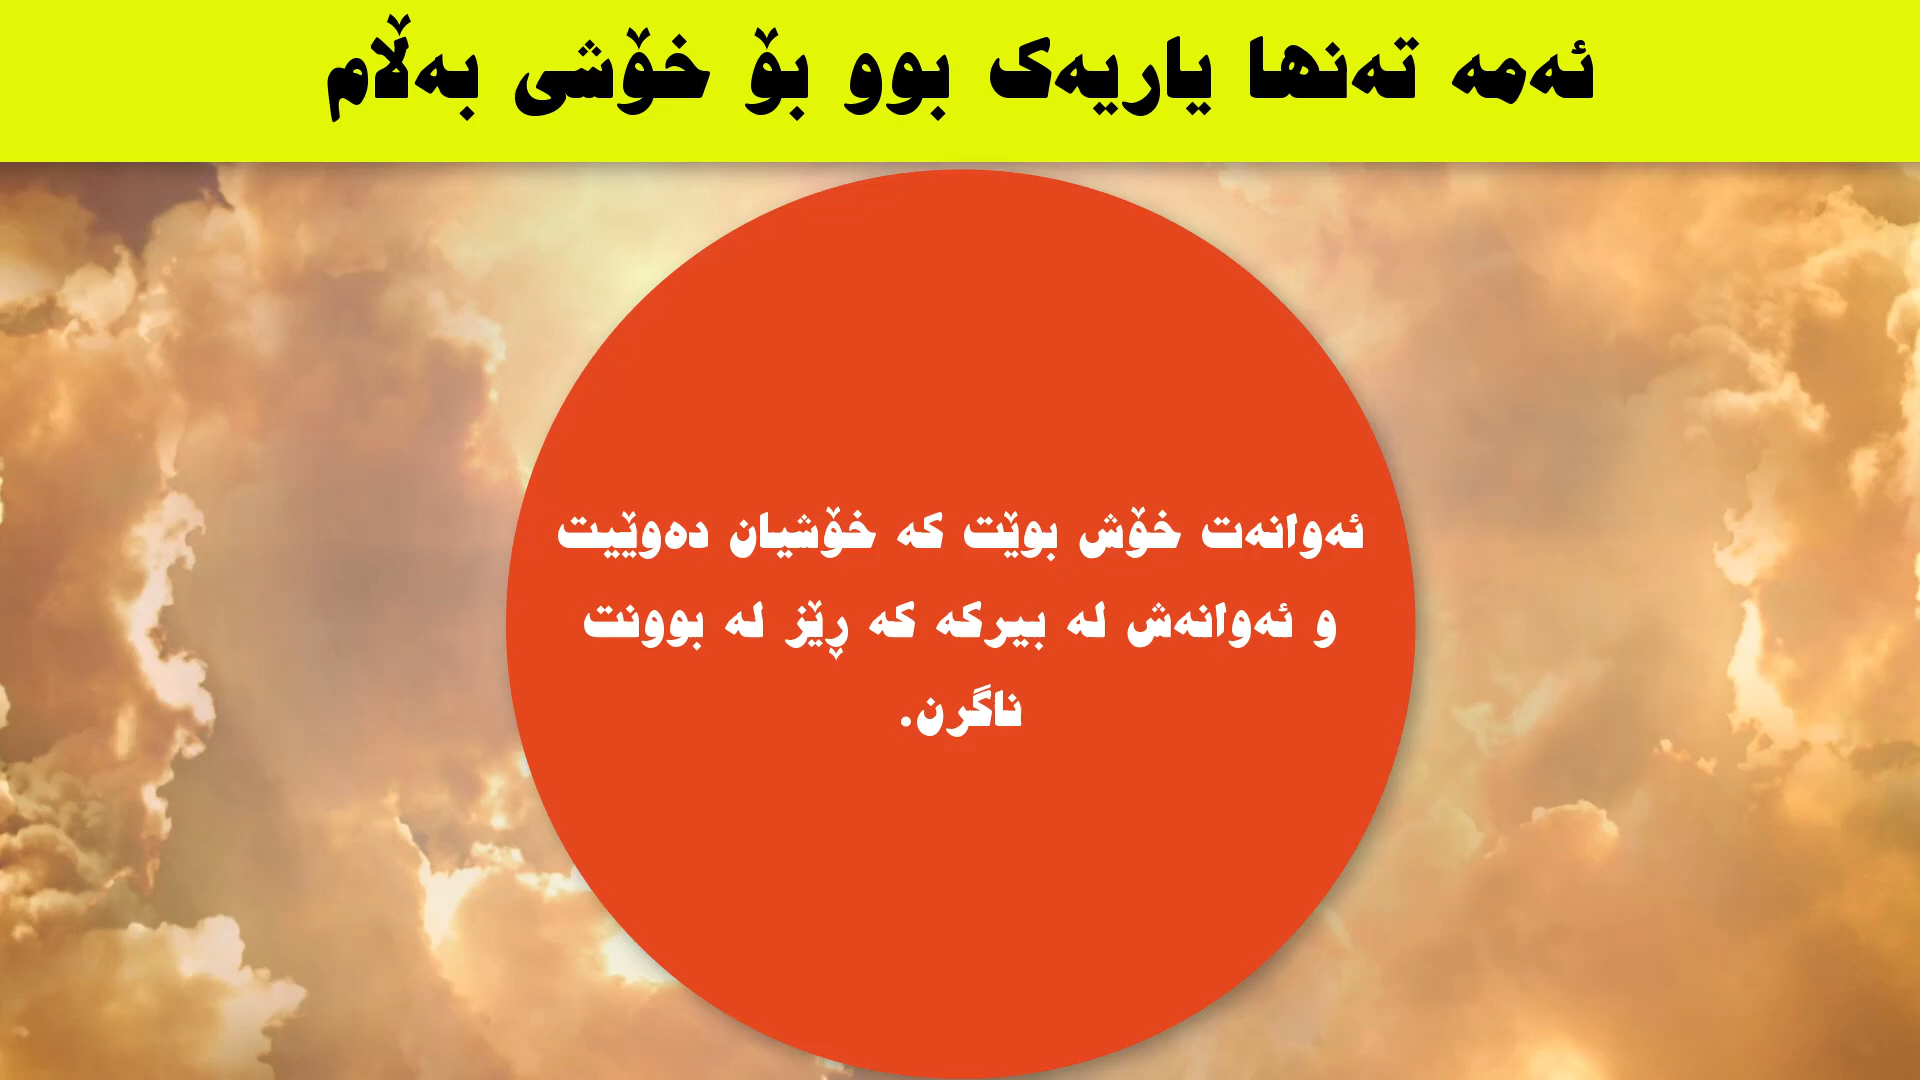 ئەمە تەنها یاریەک بوو بۆ خۆشی بەڵام
ئەوانەت خۆش بوێت کە خۆشیان دەوێیت
و ئەوانەش لە بیرکە کە ڕێز لە بوونت
ناگرن.